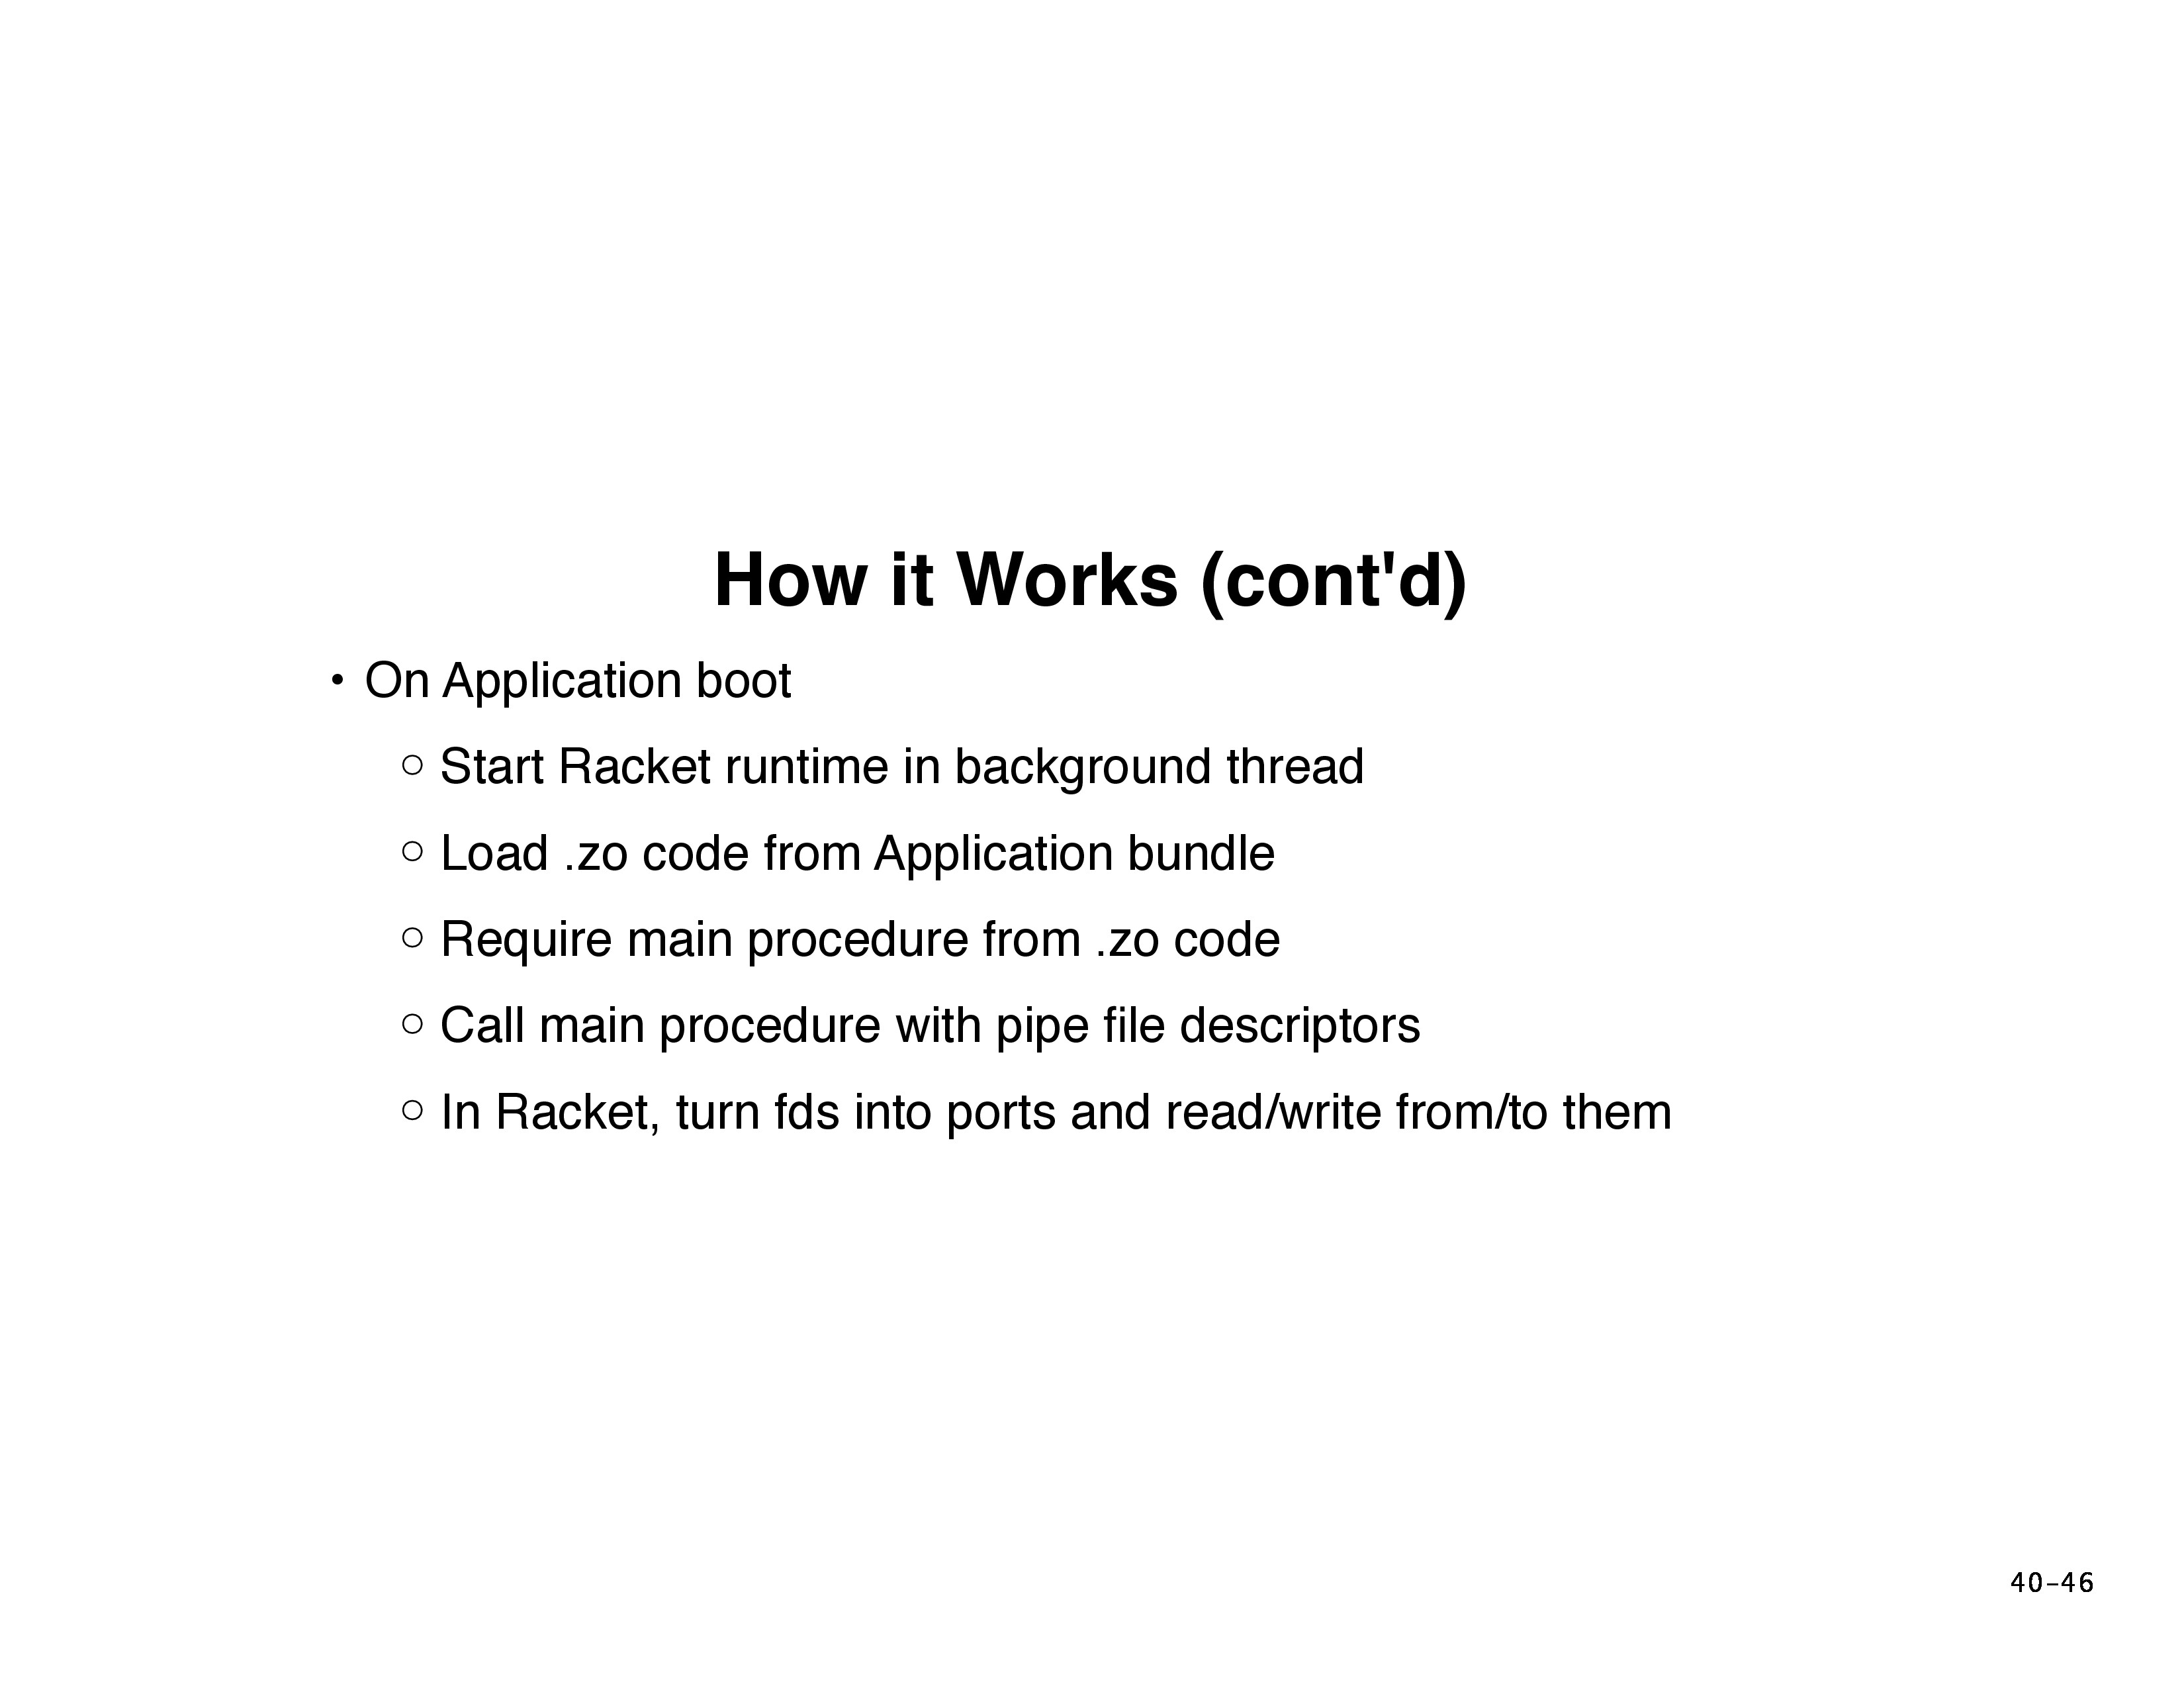 How it Works (cont'd)
• On Application boot
○ Start Racket runtime in background thread
○ Load .zo code from Application bundle
○ Require main procedure from .zo code
○ Call main procedure with pipe file descriptors
○ In Racket, turn fds into ports and read/write from/to them
40–46